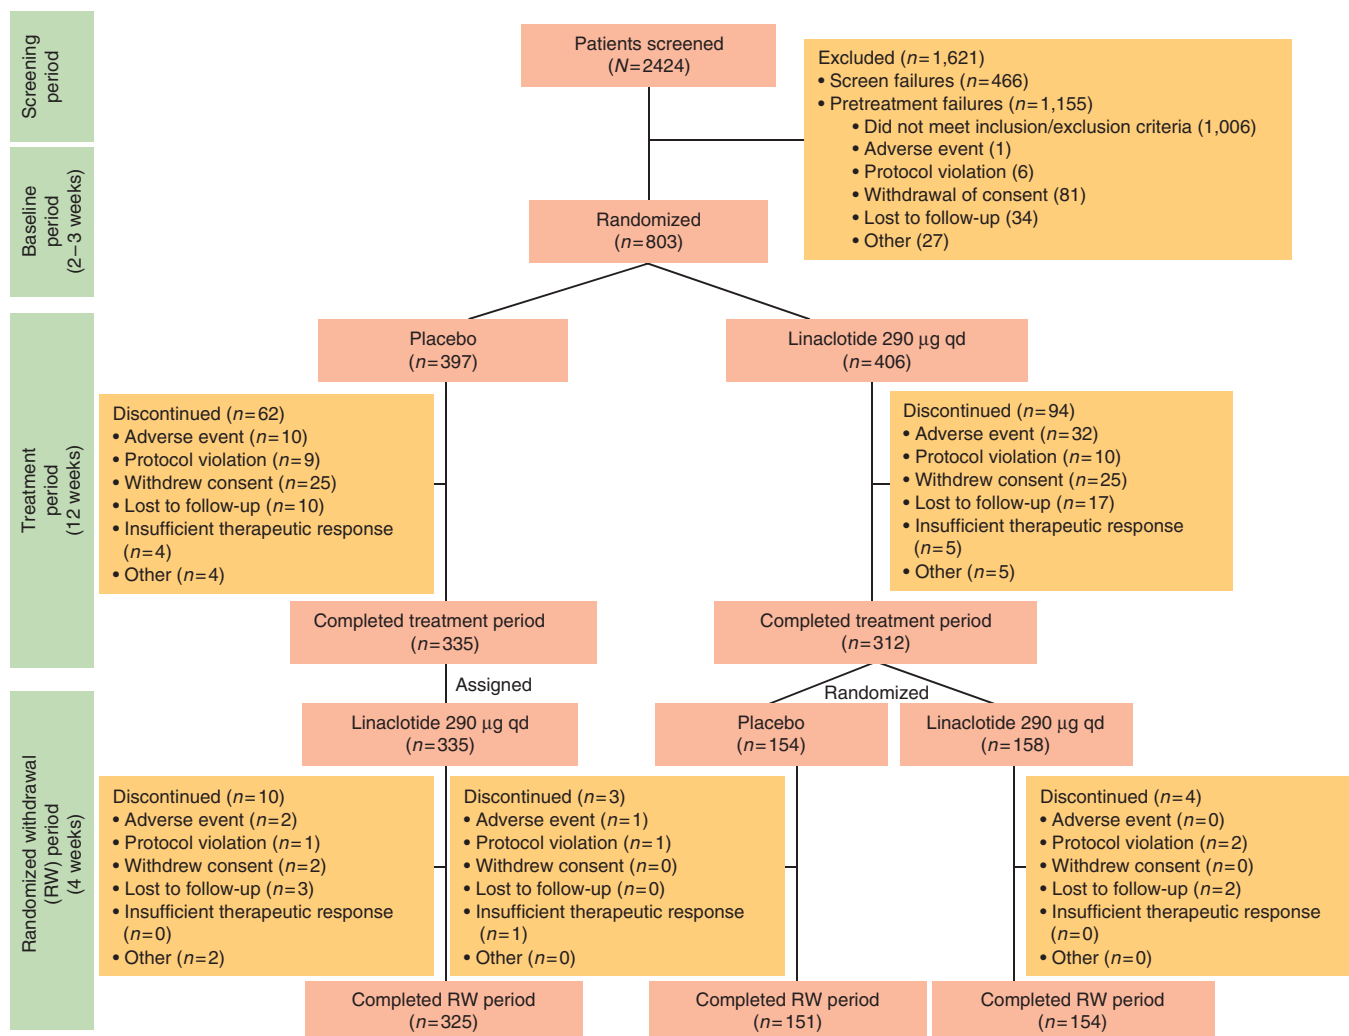 Screening
period
Patients screened
(N=2424)
Excluded (n=1,621)
• Screen failures (n=466)
• Pretreatment failures (n=1,155)
• Did not meet inclusion/exclusion criteria (1,006)
• Adverse event (1)
• Protocol violation (6)
• Withdrawal of consent (81)
• Lost to follow-up (34)
• Other (27)
Baseline
period
(2–3 weeks)
Randomized
(n=803)
Treatment
period
(12 weeks)
Placebo
(n=397)
Linaclotide 290 μg qd
(n=406)
Discontinued (n=62)
• Adverse event (n=10)
• Protocol violation (n=9)
• Withdrew consent (n=25)
• Lost to follow-up (n=10)
• Insufficient therapeutic response
(n=4)
• Other (n=4)
Discontinued (n=94)
• Adverse event (n=32)
• Protocol violation (n=10)
• Withdrew consent (n=25)
• Lost to follow-up (n=17)
• Insufficient therapeutic response
(n=5)
• Other (n=5)
Completed treatment period
(n=335)
Completed treatment period
(n=312)
Assigned
Randomized
Randomized withdrawal
(RW) period
(4 weeks)
Linaclotide 290 μg qd
(n=335)
Placebo
(n=154)
Linaclotide 290 μg qd
(n=158)
Discontinued (n=10)
• Adverse event (n=2)
• Protocol violation (n=1)
• Withdrew consent (n=2)
• Lost to follow-up (n=3)
• Insufficient therapeutic response
(n=0)
• Other (n=2)
Discontinued (n=3)
• Adverse event (n=1)
• Protocol violation (n=1)
• Withdrew consent (n=0)
• Lost to follow-up (n=0)
• Insufficient therapeutic response
(n=1)
• Other (n=0)
Discontinued (n=4)
• Adverse event (n=0)
• Protocol violation (n=2)
• Withdrew consent (n=0)
• Lost to follow-up (n=2)
• Insufficient therapeutic response
(n=0)
• Other (n=0)
Completed RW period
(n=325)
Completed RW period
(n=151)
Completed RW period
(n=154)